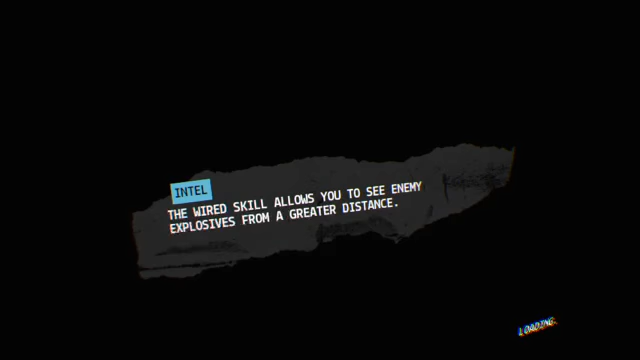 INTEL
THE WIRED SKILL ALLOWS YOU TO SEE ENEMY
EXPLOSIVES FROM A GREATER DISTANCE.
LOADING